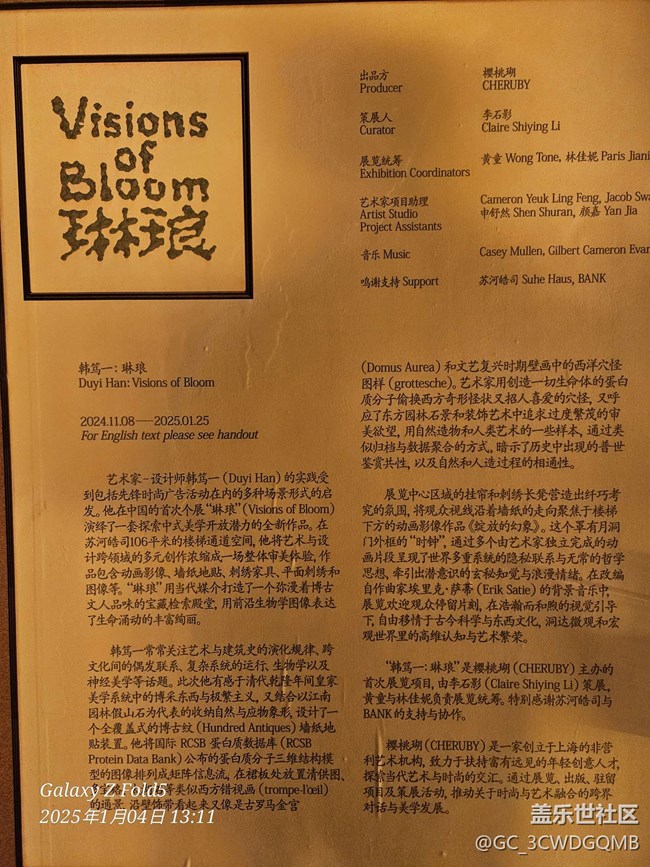 Visions
of
Bloom
琳琅
出品方
Producer
樱桃瑚
CHERUBY
策展人
Curator
李石影
Claire Shiying Li
展览统筹
Exhibition Coordinators
黄童 Wong Tone, 林佳妮 Paris Jiani
艺术家项目助理
Artist Studio
Project Assistants
Cameron Yeuk Ling Feng, Jacob Swa
申舒然 Shen Shuran, 颜嘉 Yan Jia
音乐 Music
Casey Mullen, Gilbert Cameron Evan
鸣谢支持 Support
苏河皓司 Suhe Haus, BANK
韩笃一：琳琅
Duyi Han: Visions of Bloom
2024.11.08——2025.01.25
For English text please see handout
艺术家-设计师韩笃一（Duyi Han）的实践受
到包括先锋时尚广告活动在内的多种场景形式的启
发。他在中国的首次个展“琳琅”（Visions of Bloom）
演绎了一套探索中式美学开放潜力的全新作品。在
苏河皓司106平米的楼梯通道空间，他将艺术与设
计跨领域的多元创作浓缩成一场整体审美体验，作
品包含动画影像、墙纸地贴、刺绣家具、平面刺绣和
图像等。“琳琅”用当代媒介打造了一个弥漫着博古
文人品味的宝藏检索殿堂，用前沿生物学图像表达
了生命涌动的丰富绚丽。
韩笃一常常关注艺术与建筑史的演化规律、跨
文化间的偶发联系、复杂系统的运行、生物学以及
神经美学等话题。此次他有感于清代乾隆年间皇家
美学系统中的博采东西与极繁主义，又结合以江南
园林假山石为代表的收纳自然与应物象形，设计了一
个全覆盖式的博古纹（Hundred Antiques）墙纸地
贴装置。他将国际 RCSB 蛋白质数据库（RCSB
Protein Data Bank）公布的蛋白质分子三维结构模
型的图像排列成矩阵信息流，在梯板处放置清供图、
等类似西方错视画（trompe-l'œil）
的通景，沿壁饰带看起来又像是古罗马金宫
（Domus Aurea）和文艺复兴时期壁画中的西洋穴怪
图样（grottesche）。艺术家用创造一切生命体的蛋白
质分子偷换西方奇形怪状又招人喜爱的穴怪，又呼
应了东方园林石景和装饰艺术中追求过度繁茂的审
美欲望，用自然造物和人类艺术的一些样本，通过类
似归档与数据聚合的方式，暗示了历史中出现的普世
鉴赏共性，以及自然和人造过程的相通性。
展览中心区域的挂帘和刺绣长凳营造出纤巧考
究的氛围，将观众视线沿着墙纸的走向聚焦于楼梯
下方的动画影像作品《绽放的幻象》。这个罩有月洞
门外框的“时钟”，通过多个由艺术家独立完成的动
画片段呈现了世界多重系统的隐秘联系与无常的哲学
思想，牵引出潜意识的玄秘知觉与浪漫情绪。在改编
自作曲家埃里克·萨蒂（Erik Satie）的背景音乐中，
展览欢迎观众停留片刻，在浩瀚而和煦的视觉引导
下，自由移情于古今科学与东西文化，洞达微观和宏
观世界里的高维认知与艺术繁荣。
“韩笃一：琳琅”是樱桃瑚（CHERUBY）主办的
首次展览项目，由李石影（Claire Shiying Li）策展，
黄童与林佳妮负责展览统筹。特别感谢苏河皓司与
BANK的支持与协作。
樱桃瑚（CHERUBY）是一家创立于上海的非营
利艺术机构，致力于扶持富有远见的年轻创意人才，
探索当代艺术与时尚的交汇。通过展览、出版、驻留
项目及策展活动，推动关于时尚与艺术融合的跨界
对话与美学发展。
Galaxy Z Fold5
2025年1月04日 13:11
盖乐世社区
@GC_3CWDGQMB